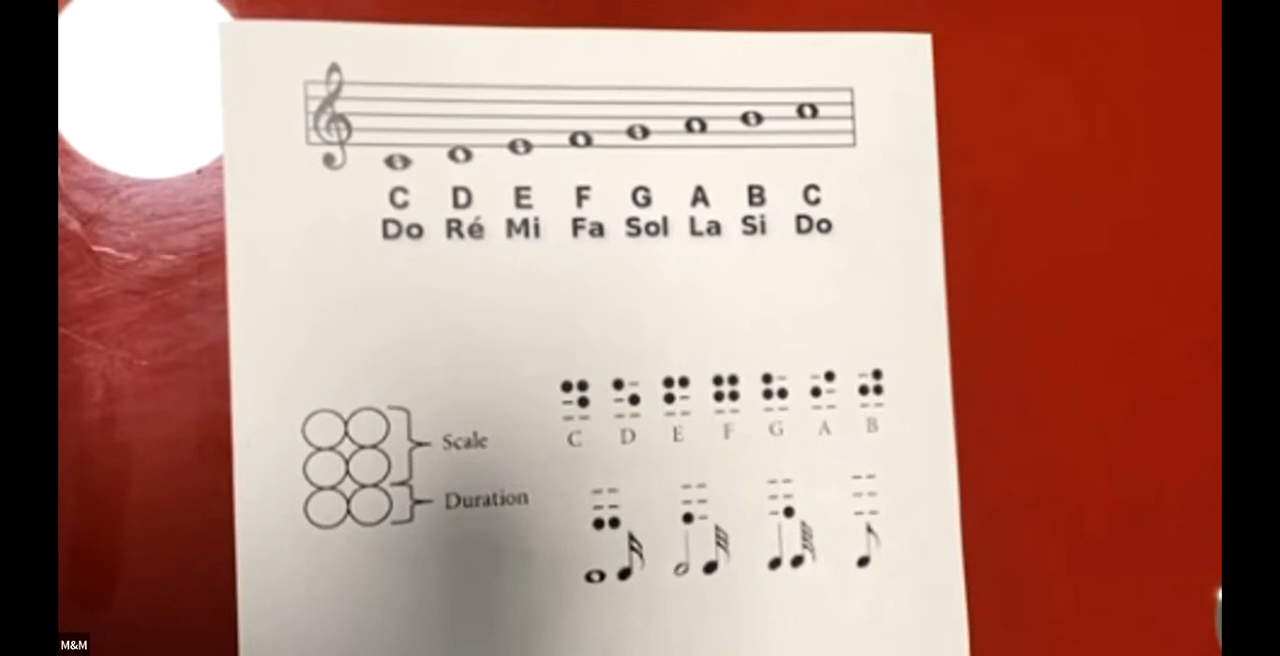 C D E F G A B C
Do Ré Mi Fa Sol La Si Do
C D E F G A B
Scale
Duration
M&M